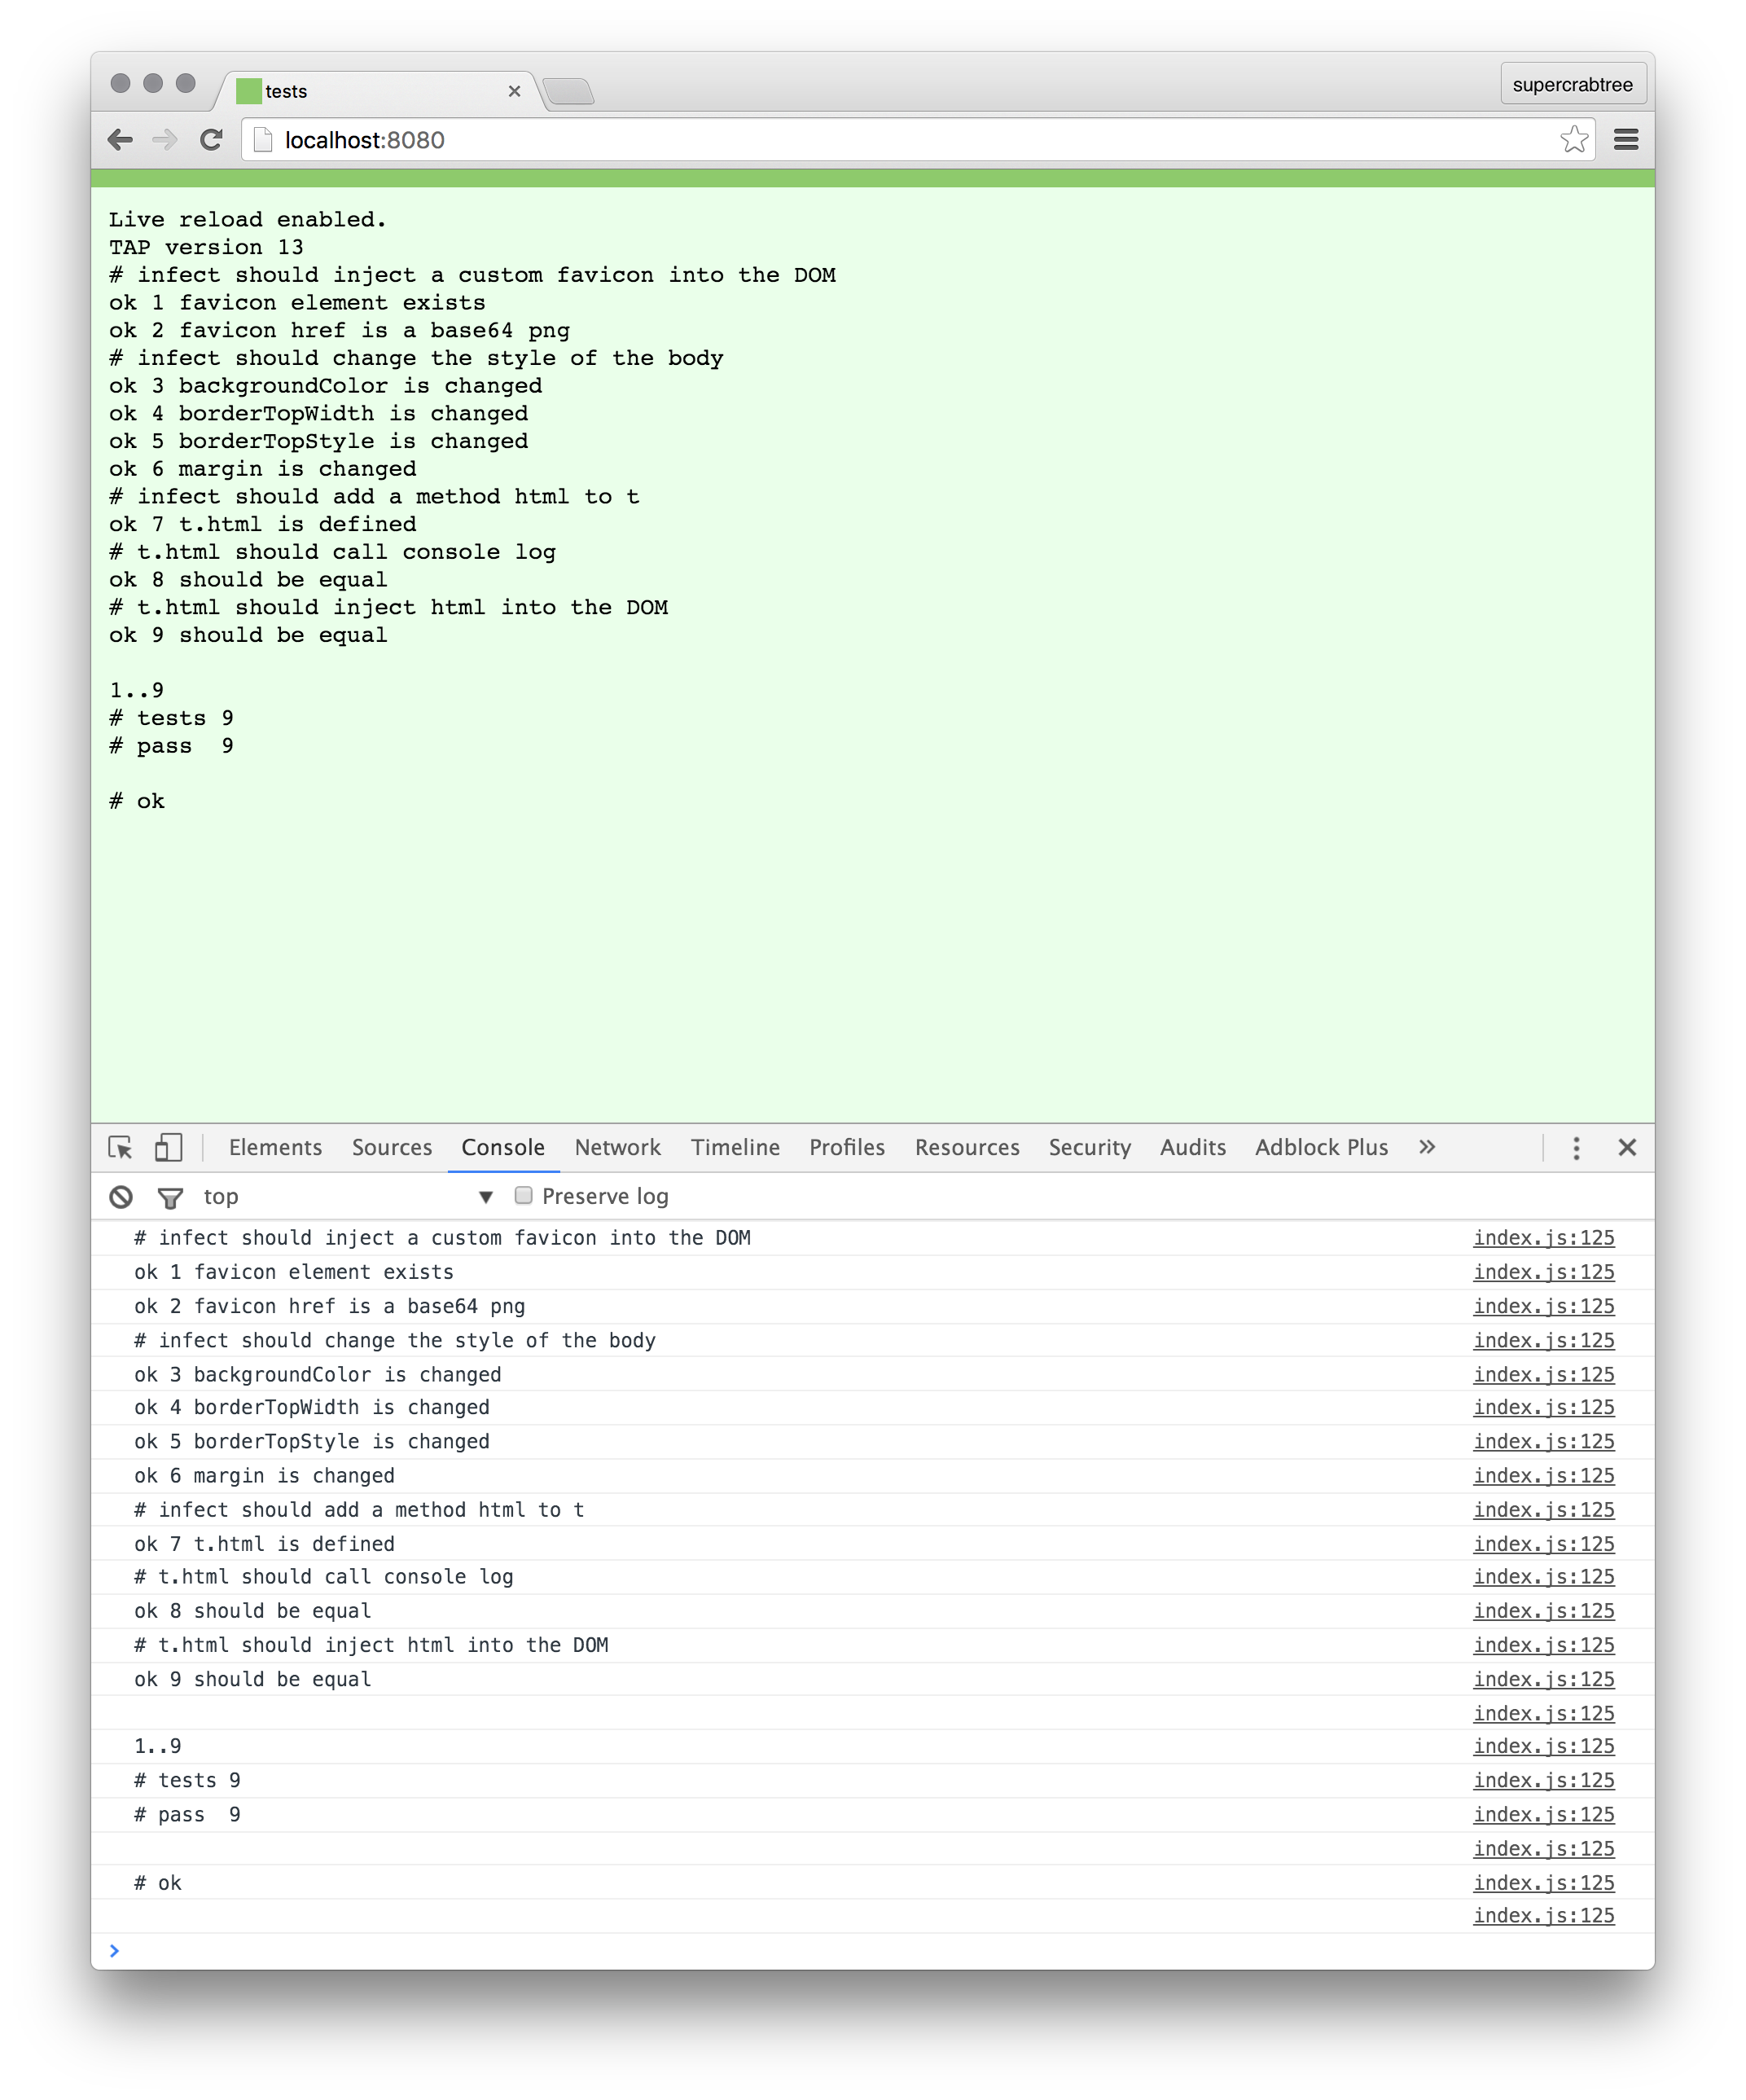 tests
supercrabtree
localhost:8080
Live reload enabled.
TAP version 13
# infect should inject a custom favicon into the DOM
ok 1 favicon element exists
ok 2 favicon href is a base64 png
# infect should change the style of the body
ok 3 backgroundColor is changed
ok 4 borderTopWidth is changed
ok 5 borderTopStyle is changed
ok 6 margin is changed
# infect should add a method html to t
ok 7 t.html is defined
# t.html should call console log
ok 8 should be equal
# t.html should inject html into the DOM
ok 9 should be equal
1..9
# tests 9
# pass  9
# ok
Elements Sources Console Network Timeline Profiles Resources Security Audits Adblock Plus »
top Preserve log
# infect should inject a custom favicon into the DOM index.js:125
ok 1 favicon element exists index.js:125
ok 2 favicon href is a base64 png index.js:125
# infect should change the style of the body index.js:125
ok 3 backgroundColor is changed index.js:125
ok 4 borderTopWidth is changed index.js:125
ok 5 borderTopStyle is changed index.js:125
ok 6 margin is changed index.js:125
# infect should add a method html to t index.js:125
ok 7 t.html is defined index.js:125
# t.html should call console log index.js:125
ok 8 should be equal index.js:125
# t.html should inject html into the DOM index.js:125
ok 9 should be equal index.js:125
index.js:125
1..9 index.js:125
# tests 9 index.js:125
# pass  9 index.js:125
index.js:125
# ok index.js:125
index.js:125